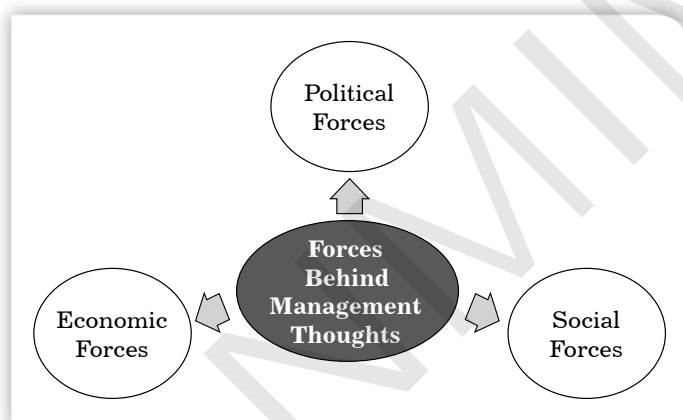 Political
Forces
Forces
Behind
Management
Thoughts
Economic
Forces
Social
Forces